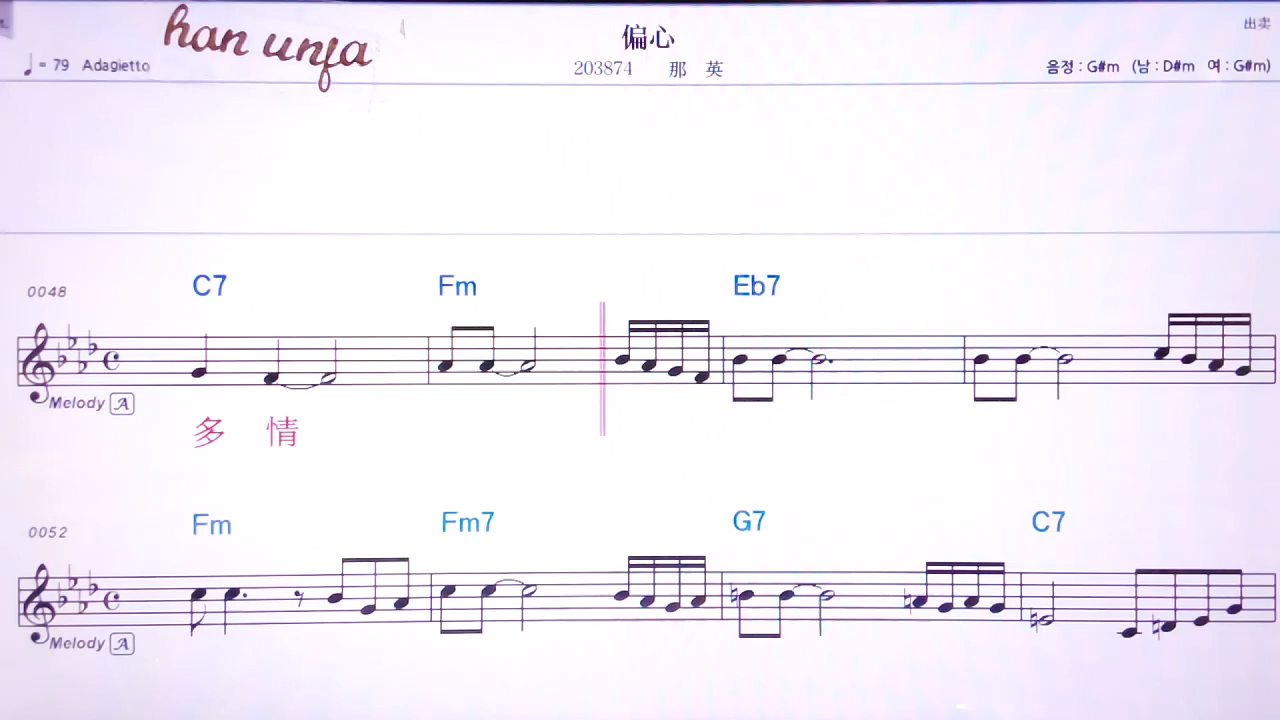 han unfa
偏心
出卖
♩= 79 Adagietto
203874 那 英
음정 : G#m (남 : D#m 여 : G#m)
C7 Fm Eb7
0048
Melody A
多 情
Fm Fm7 G7 C7
0052
Melody A